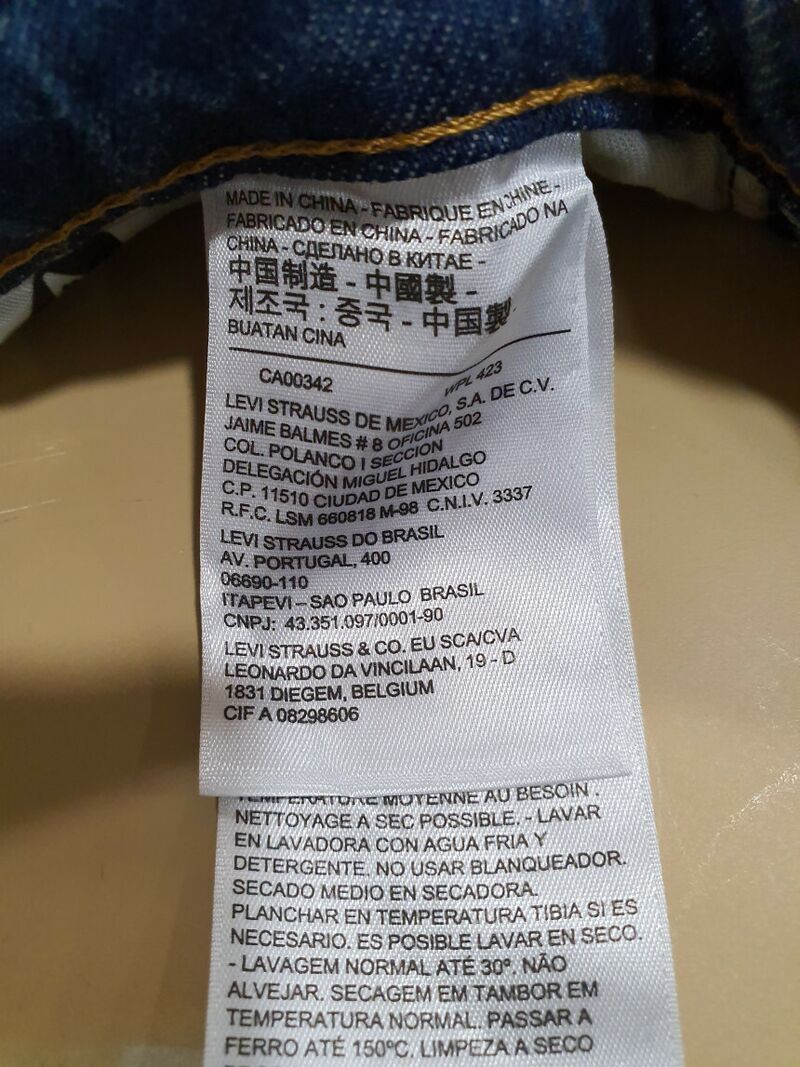 MADE IN CHINA - FABRIQUE EN CHINE -
FABRICADO EN CHINA - FABRICADO NA
CHINA - СДЕЛАНО В КИТАЕ -
中国制造 - 中國製 -
제조국 : 중국 - 中国製
BUATAN CINA
CA00342 WPL 423
LEVI STRAUSS DE MEXICO, S.A. DE C.V.
JAIME BALMES # 8 OFICINA 502
COL. POLANCO I SECCION
DELEGACIÓN MIGUEL HIDALGO
C.P. 11510 CIUDAD DE MEXICO
R.F.C. LSM 660818 M-98 C.N.I.V. 3337
LEVI STRAUSS DO BRASIL
AV. PORTUGAL, 400
06690-110
ITAPEVI – SAO PAULO BRASIL
CNPJ: 43.351.097/0001-90
LEVI STRAUSS & CO. EU SCA/CVA
LEONARDO DA VINCILAAN, 19 - D
1831 DIEGEM, BELGIUM
CIF A 08298606
TEMPERATURE MOYENNE AU BESOIN .
NETTOYAGE A SEC POSSIBLE. - LAVAR
EN LAVADORA CON AGUA FRIA Y
DETERGENTE. NO USAR BLANQUEADOR.
SECADO MEDIO EN SECADORA.
PLANCHAR EN TEMPERATURA TIBIA SI ES
NECESARIO. ES POSIBLE LAVAR EN SECO.
- LAVAGEM NORMAL ATÉ 30º. NÃO
ALVEJAR. SECAGEM EM TAMBOR EM
TEMPERATURA NORMAL. PASSAR A
FERRO ATÉ 150ºC. LIMPEZA A SECO